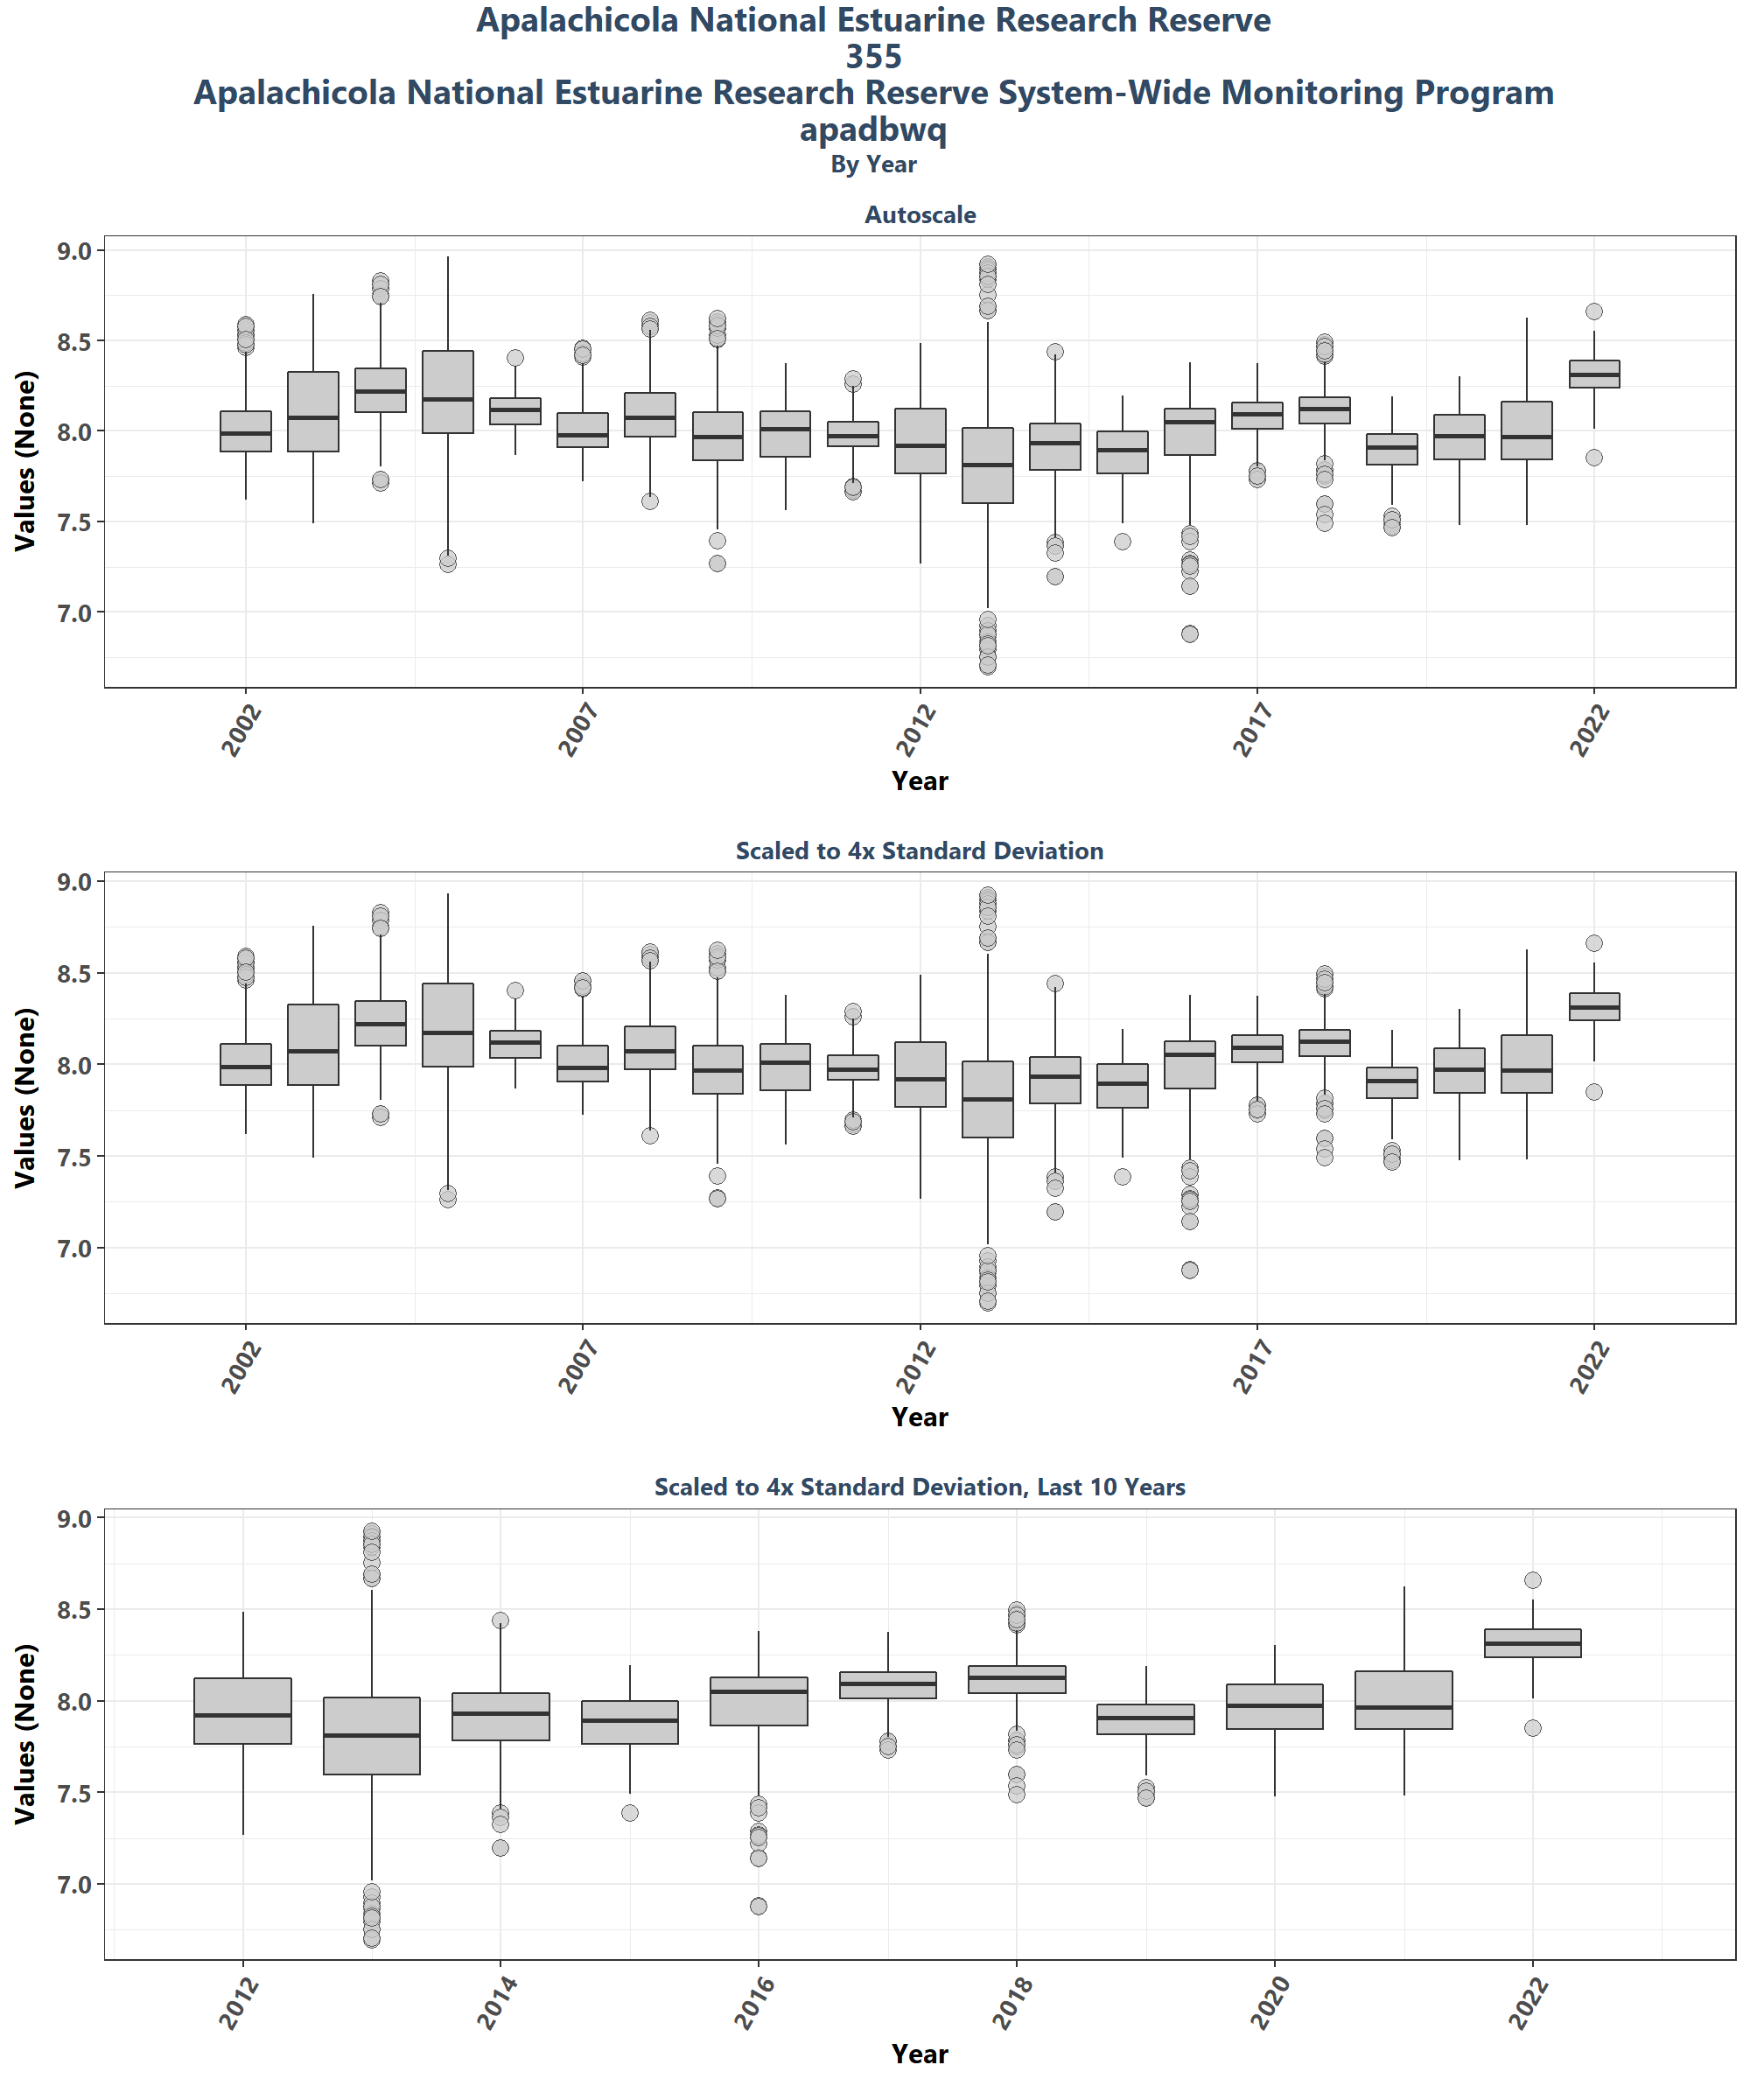 Apalachicola National Estuarine Research Reserve
355
Apalachicola National Estuarine Research Reserve System-Wide Monitoring Program
apadbwq
By Year
Autoscale
Values (None)
9.0
8.5
8.0
7.5
7.0
2002
2007
2012
2017
2022
Year
Scaled to 4x Standard Deviation
Values (None)
9.0
8.5
8.0
7.5
7.0
2002
2007
2012
2017
2022
Year
Scaled to 4x Standard Deviation, Last 10 Years
Values (None)
9.0
8.5
8.0
7.5
7.0
2012
2014
2016
2018
2020
2022
Year